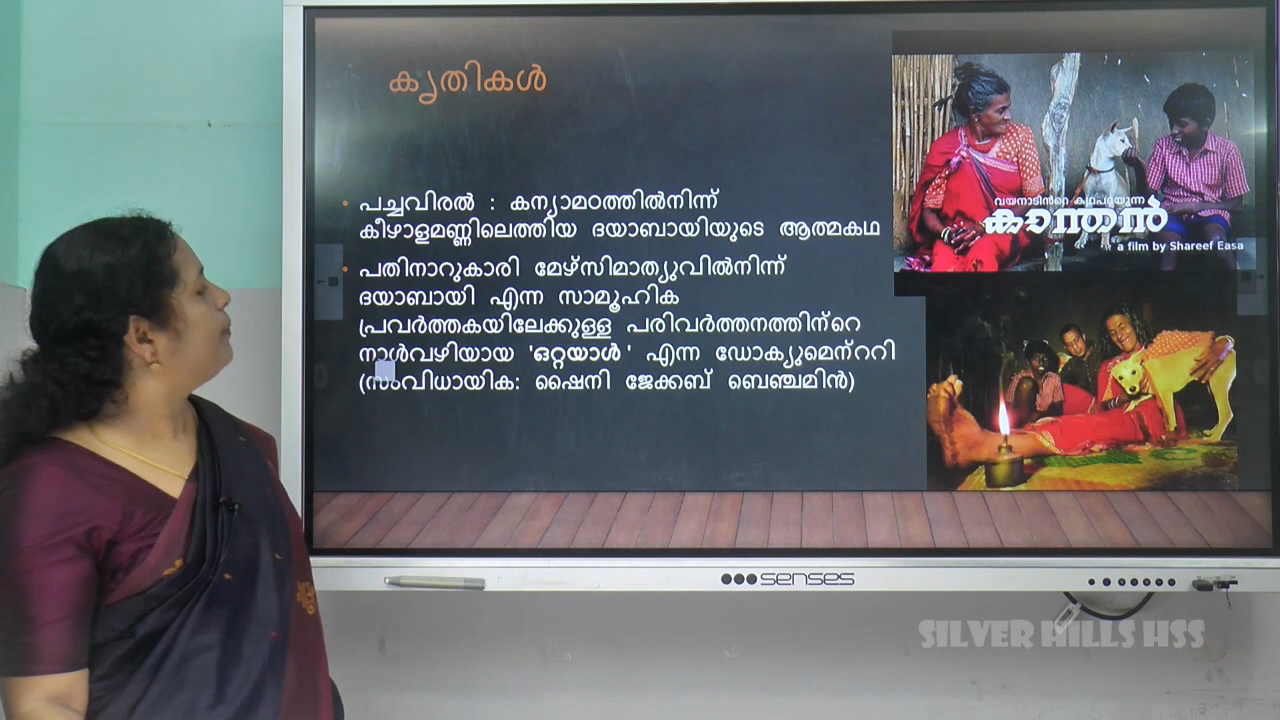 കൃതികൾ
പച്ചവിരൽ : കന്യാമഠത്തിൽനിന്ന്
കീഴാളമണ്ണിലെത്തിയ ദയാബായിയുടെ ആത്മകഥ
പതിനാറുകാരി മേഴ്സിമാത്യുവിൽനിന്ന്
ദയാബായി എന്ന സാമൂഹിക
പ്രവർത്തകയിലേക്കുള്ള പരിവർത്തനത്തിന്റെ
നാൾവഴിയായ 'ഒറ്റയാൾ' എന്ന ഡോക്യുമെന്ററി
(സംവിധായിക: ഷൈനി ജേക്കബ് ബെഞ്ചമിൻ)
വയനാടിന്റെ കഥപറയുന്ന
കാന്തൻ
a film by Shareef Easa
senses
SILVER HILLS HSS